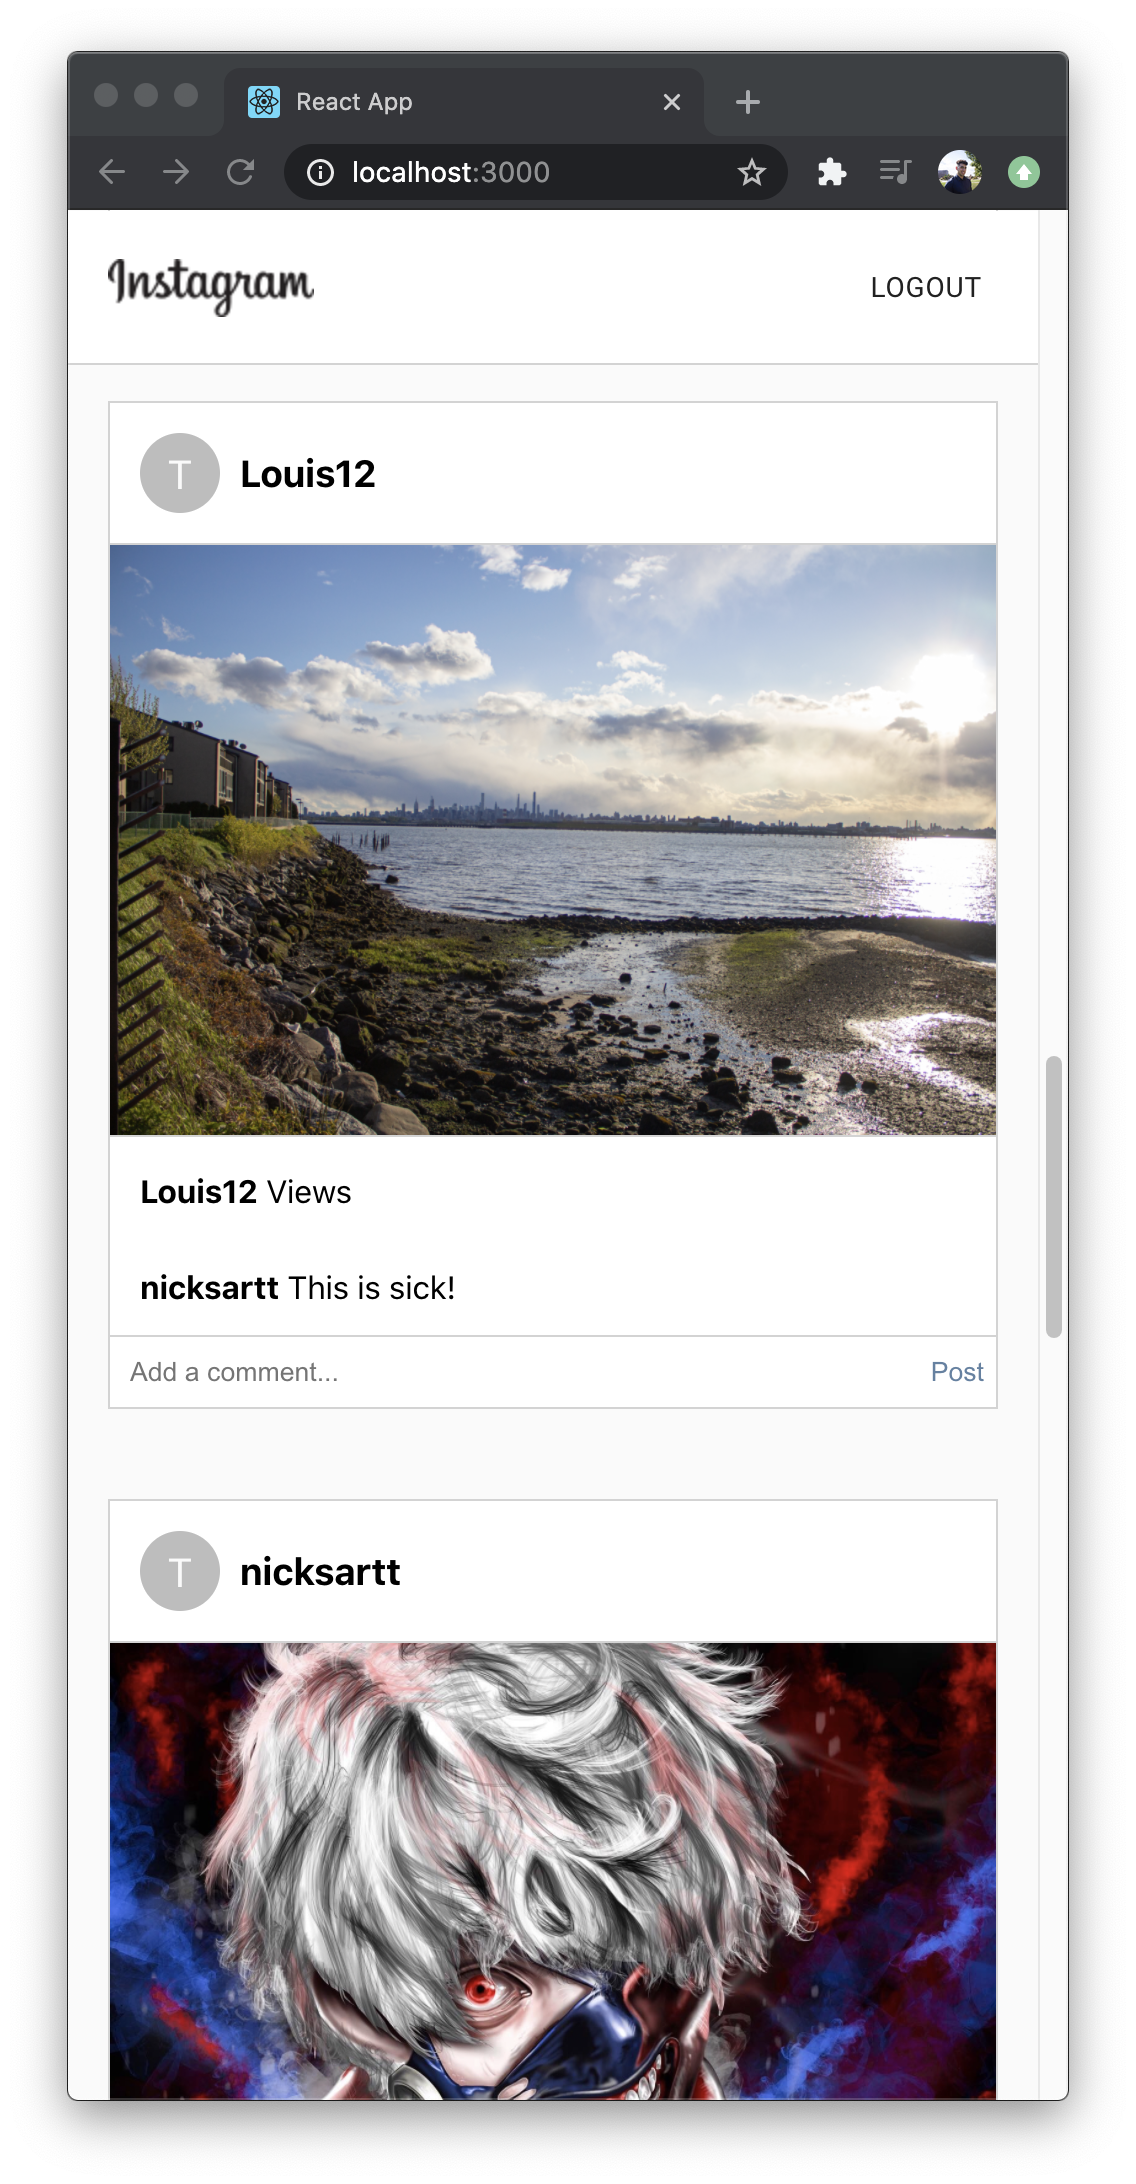 React App
localhost:3000
Instagram
LOGOUT
T Louis12
Louis12 Views
nicksartt This is sick!
Add a comment... Post
T nicksartt